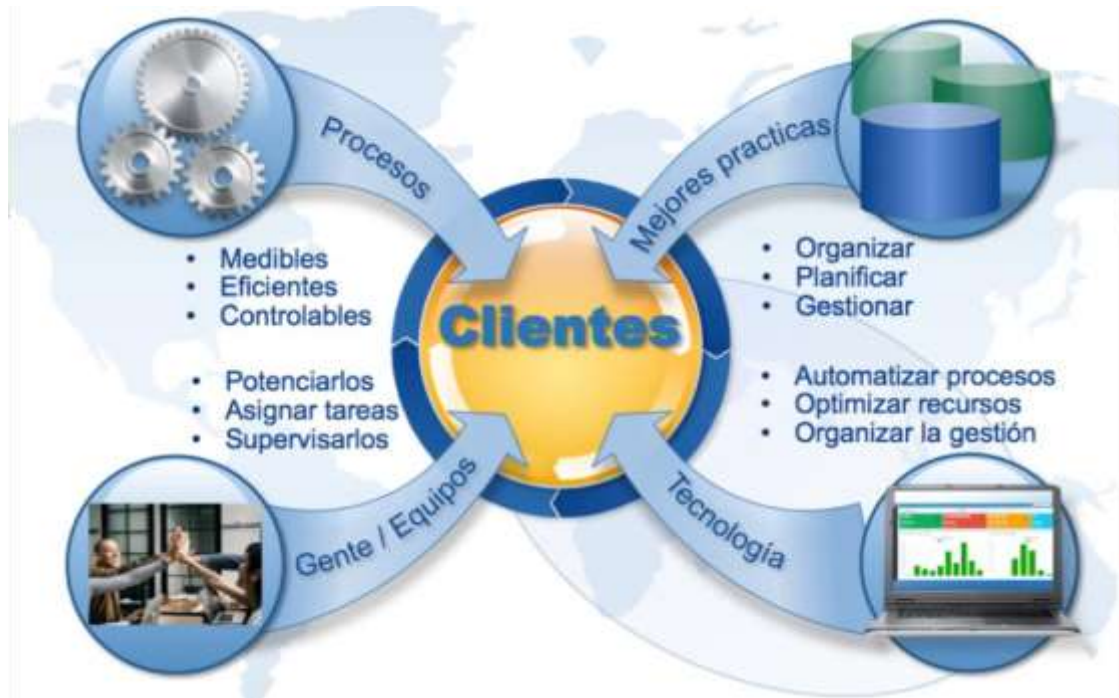 Procesos
• Medibles
• Eficientes
• Controlables
Mejores practicas
• Organizar
• Planificar
• Gestionar
Clientes
• Potenciarlos
• Asignar tareas
• Supervisarlos
Gente / Equipos
• Automatizar procesos
• Optimizar recursos
• Organizar la gestión
Tecnología